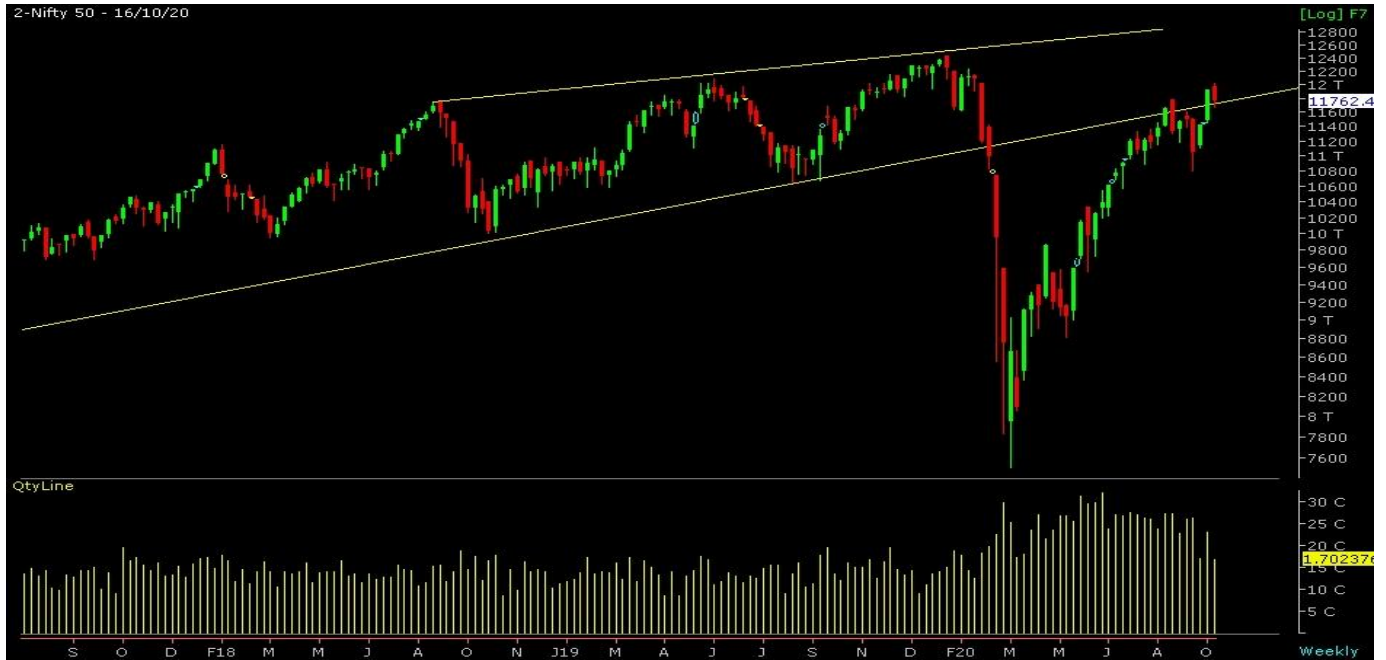 2-Nifty 50 - 16/10/20
[Log] F7
12800
12600
12400
12200
12 T
11762.4
11600
11400
11200
11 T
10800
10600
10400
10200
10 T
9800
9600
9400
9200
9 T
8800
8600
8400
8200
8 T
7800
7600
QtyLine
30 C
25 C
20 C
1.702376
15 C
10 C
5 C
S O D F18 M M J A O N J19 M A J J S N D F20 M M J A O
Weekly